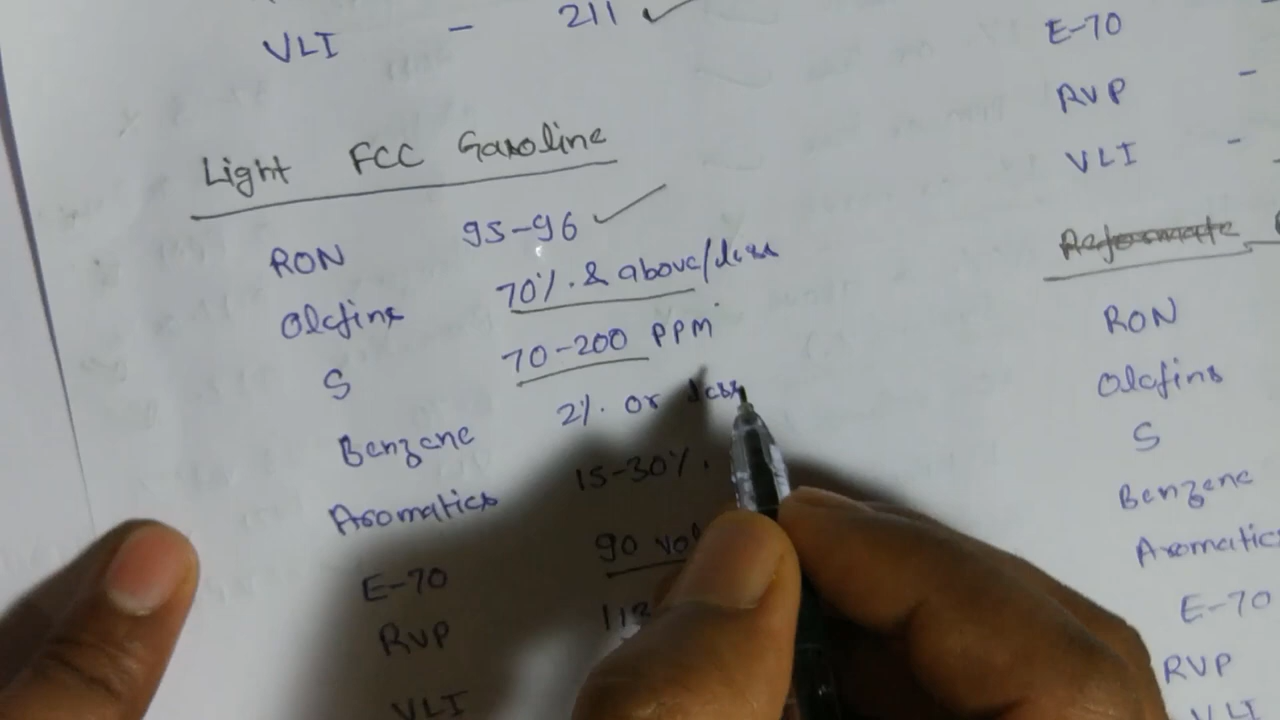 VLI - 211 ✓
Light FCC Gasoline
RON 95-96 ✓
Olefins 70%. & above/less
S 70-200 PPM
Benzene 2%. or less
Aromatics 15-30%.
E-70 90 vol
RVP
VLI
E-70
RVP -
VLI -
RON
Olefins
S
Benzene
Aromatics
E-70
RVP
VLI